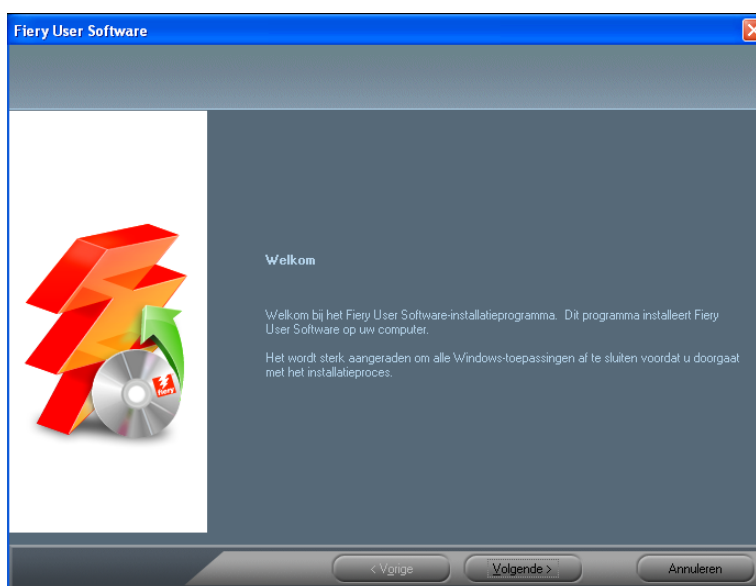 Fiery User Software
Welkom
Welkom bij het Fiery User Software-installatieprogramma. Dit programma installeert Fiery
User Software op uw computer.
Het wordt sterk aangeraden om alle Windows-toepassingen af te sluiten voordat u doorgaat
met het installatieproces.
fiery
< Vorige
Volgende >
Annuleren